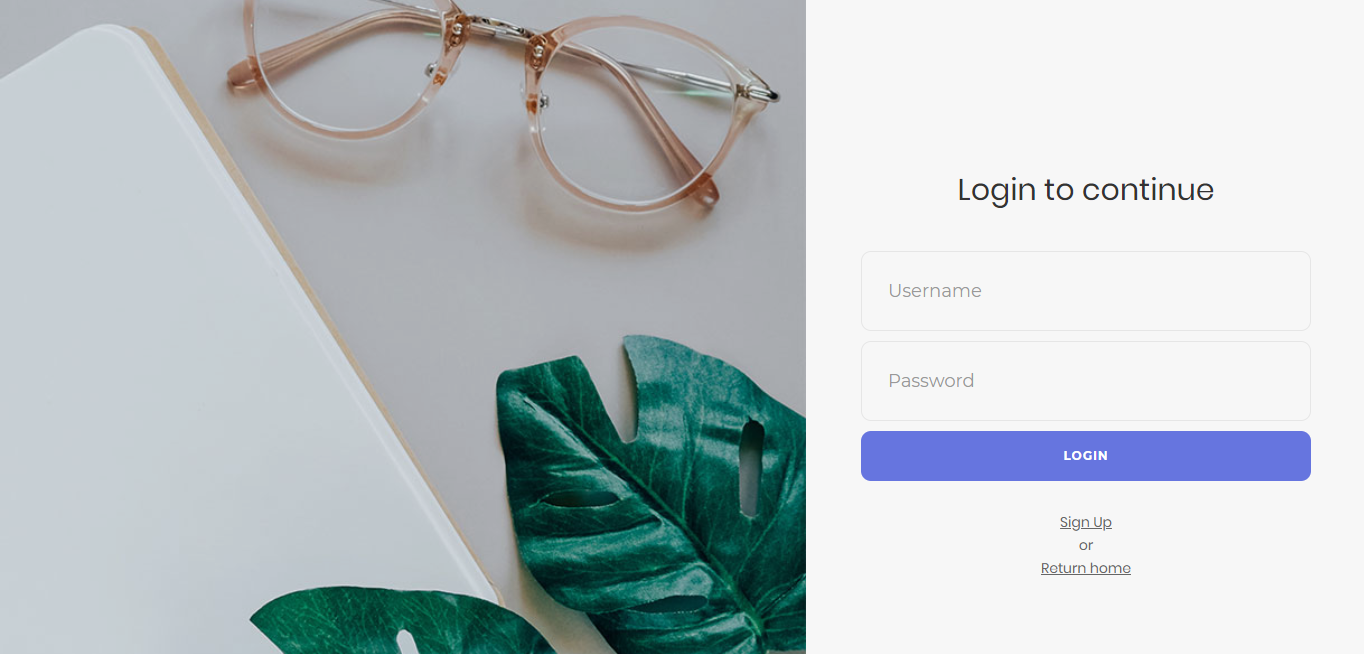 Login to continue
Username
Password
LOGIN
Sign Up
or
Return home